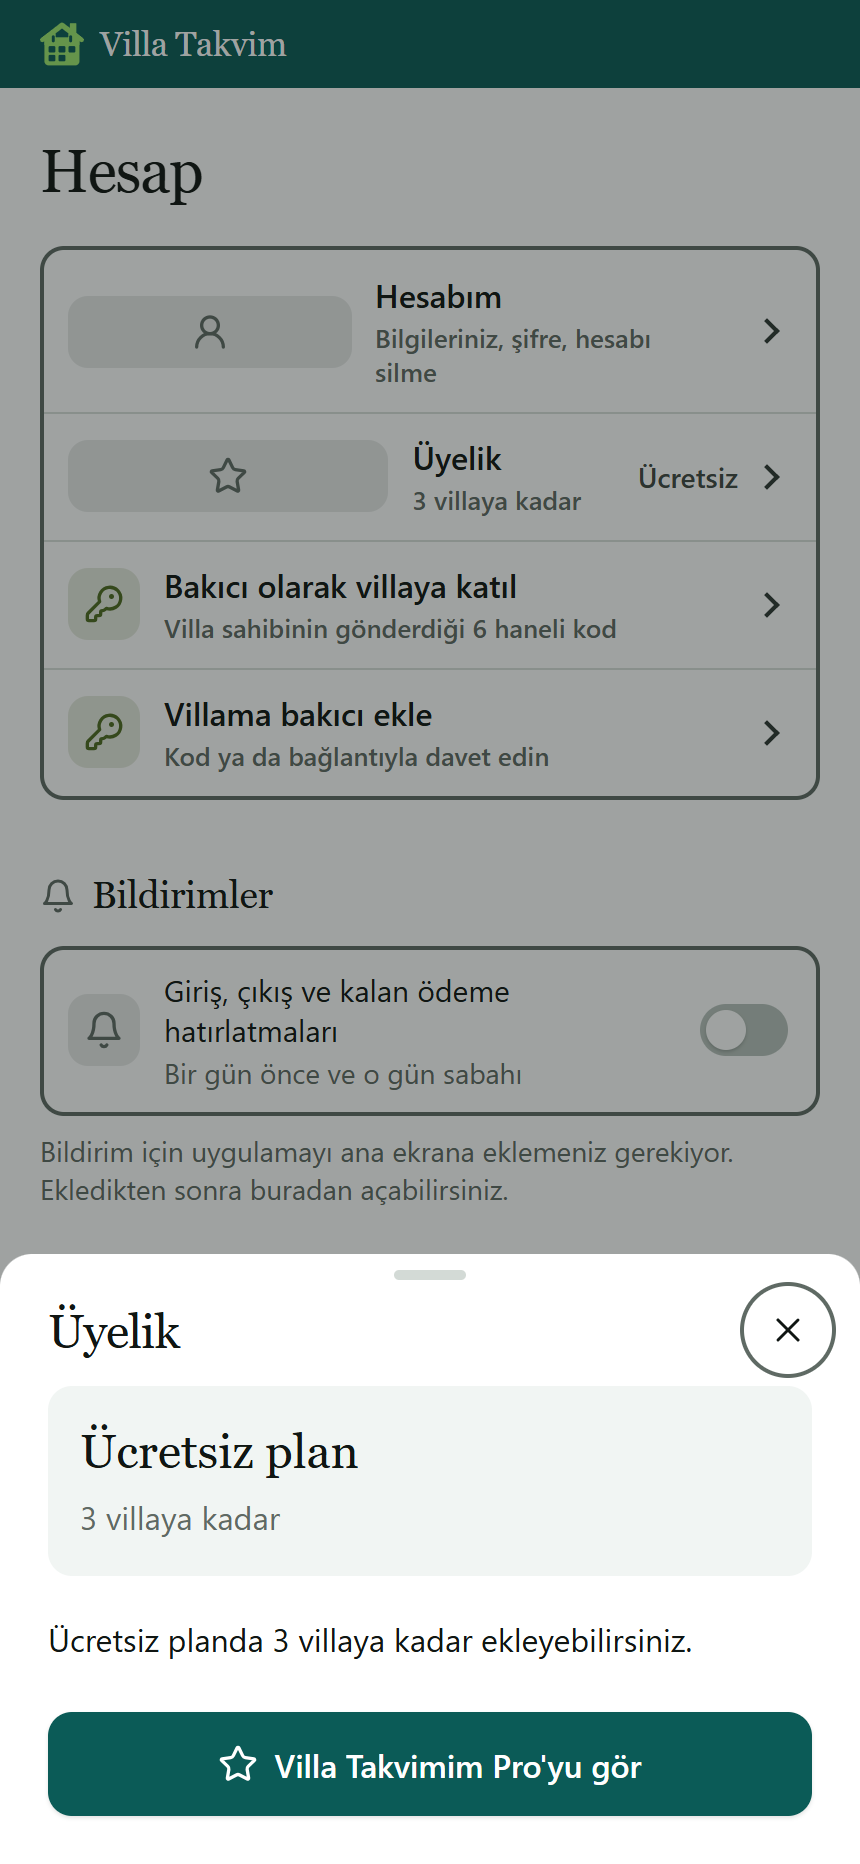 Villa Takvim
Hesap
Hesabım
Bilgileriniz, şifre, hesabı
silme
Üyelik
3 villaya kadar
Ücretsiz
Bakıcı olarak villaya katıl
Villa sahibinin gönderdiği 6 haneli kod
Villama bakıcı ekle
Kod ya da bağlantıyla davet edin
Bildirimler
Giriş, çıkış ve kalan ödeme
hatırlatmaları
Bir gün önce ve o gün sabahı
Bildirim için uygulamayı ana ekrana eklemeniz gerekiyor.
Ekledikten sonra buradan açabilirsiniz.
Üyelik
Ücretsiz plan
3 villaya kadar
Ücretsiz planda 3 villaya kadar ekleyebilirsiniz.
Villa Takvimim Pro'yu gör